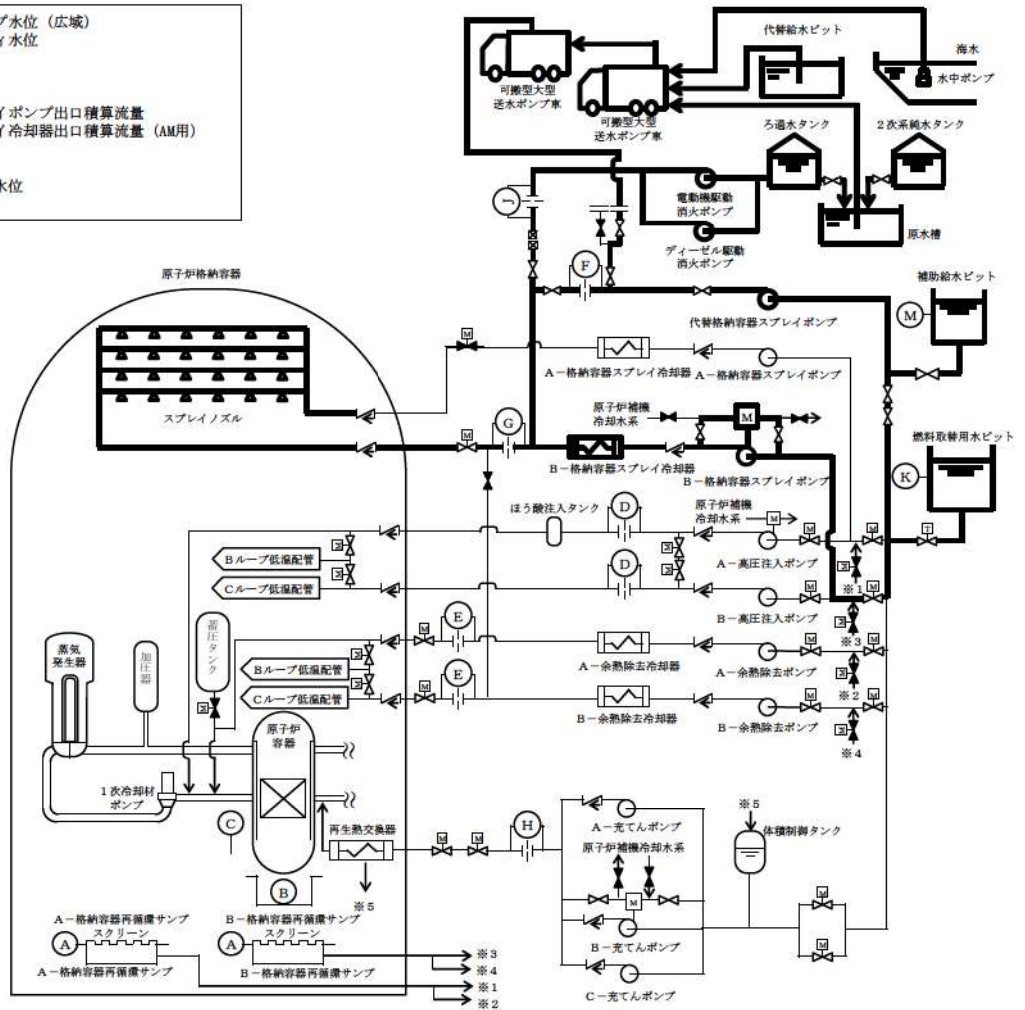 プ水位（広域）
ィ水位
イポンプ出口積算流量
イ冷却器出口積算流量（AM用）
水位
代替給水ピット
海水
水中ポンプ
可搬型大型
送水ポンプ車
可搬型大型
送水ポンプ車
ろ過水タンク
２次系純水タンク
電動機駆動
消火ポンプ
原水槽
ディーゼル駆動
消火ポンプ
J
F
補助給水ピット
M
代替格納容器スプレイポンプ
原子炉格納容器
M
A－格納容器スプレイ冷却器
A－格納容器スプレイポンプ
スプレイノズル
原子炉補機
冷却水系
M
G
M
燃料取替用水ピット
K
B－格納容器スプレイ冷却器
B－格納容器スプレイポンプ
ほう酸注入タンク
D
原子炉補機
冷却水系
M
M
M
T
A－高圧注入ポンプ
※1
M
M
M
M
Bループ低温配管
D
Cループ低温配管
M
M
M
B－高圧注入ポンプ
※3
M
蓄圧タンク
E
M
M
M
蒸気
発生器
加圧器
A－余熱除去冷却器
A－余熱除去ポンプ
※2
M
Bループ低温配管
M
Cループ低温配管
M
E
M
M
M
M
B－余熱除去冷却器
B－余熱除去ポンプ
※4
M
原子炉
容器
1次冷却材
ポンプ
C
再生熱交換器
※5
M
M
H
A－充てんポンプ
原子炉補機冷却水系
※5
体積制御タンク
M
B
M
M
B－充てんポンプ
C－充てんポンプ
A－格納容器再循環サンプ
スクリーン
A
A－格納容器再循環サンプ
B－格納容器再循環サンプ
スクリーン
A
B－格納容器再循環サンプ
※3
※4
※1
※2